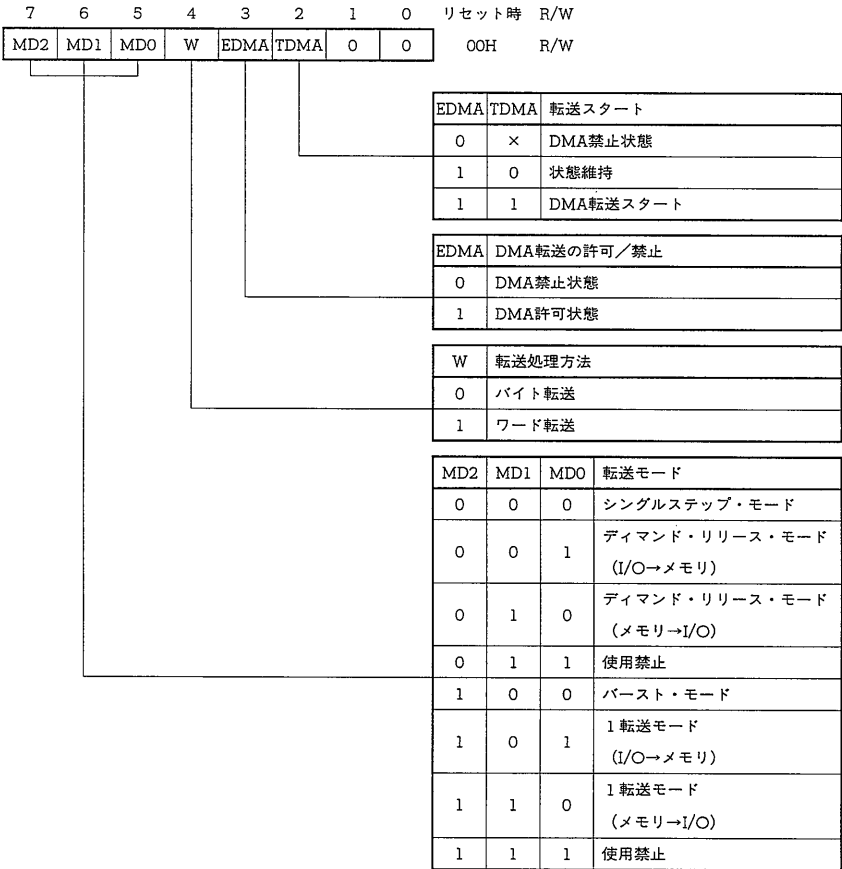 7 6 5 4 3 2 1 0 リセット時 R/W
MD2 MD1 MD0 W EDMA TDMA 0 0 00H R/W
EDMA TDMA 転送スタート
0 × DMA禁止状態
1 0 状態維持
1 1 DMA転送スタート
EDMA DMA転送の許可／禁止
0 DMA禁止状態
1 DMA許可状態
W 転送処理方法
0 バイト転送
1 ワード転送
MD2 MD1 MD0 転送モード
0 0 0 シングルステップ・モード
0 0 1 ディマンド・リリース・モード
(I/O→メモリ)
0 1 0 ディマンド・リリース・モード
(メモリ→I/O)
0 1 1 使用禁止
1 0 0 バースト・モード
1 0 1 1転送モード
(I/O→メモリ)
1 1 0 1転送モード
(メモリ→I/O)
1 1 1 使用禁止